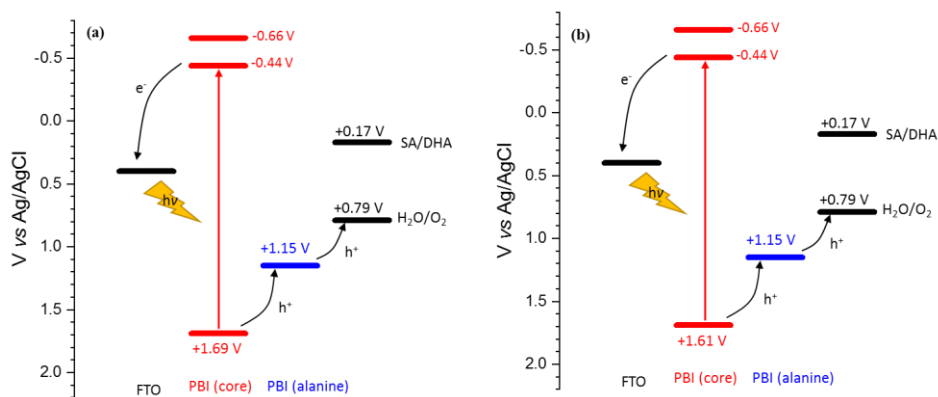 (a)
-0.66 V
-0.44 V
-0.5
e-
0.0
+0.17 V
SA/DHA
0.5
hν
+0.79 V
H2O/O2
V vs Ag/AgCl
1.0
+1.15 V
h+
1.5
h+
+1.69 V
2.0
FTO
PBI (core)
PBI (alanine)
(b)
-0.66 V
-0.44 V
-0.5
e-
0.0
+0.17 V
SA/DHA
0.5
hν
+0.79 V
H2O/O2
V vs Ag/AgCl
1.0
+1.15 V
h+
1.5
h+
+1.61 V
2.0
FTO
PBI (core)
PBI (alanine)